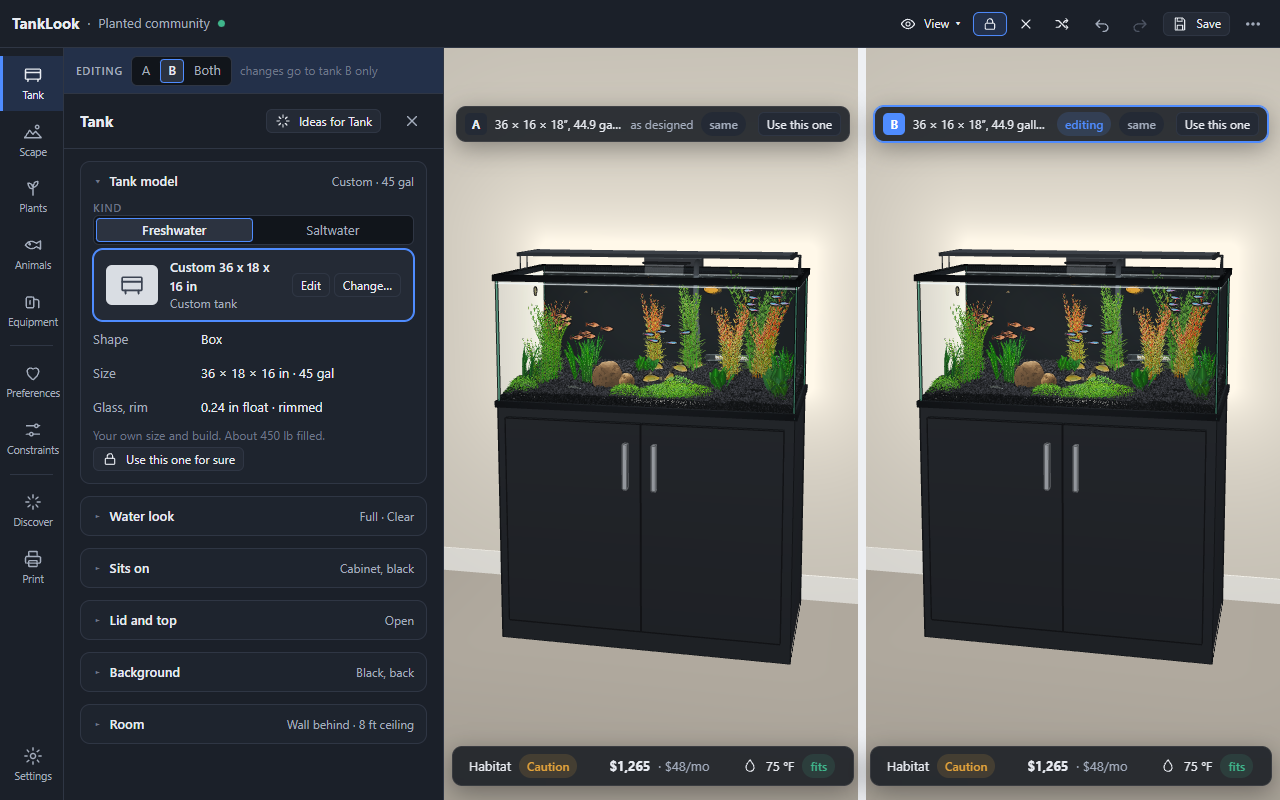 TankLook · Planted community
View
Save
EDITING A B Both changes go to tank B only
Tank
Scape
Plants
Animals
Equipment
Preferences
Constraints
Discover
Print
Settings
Tank
Ideas for Tank
Tank model
Custom · 45 gal
KIND
Freshwater
Saltwater
Custom 36 x 18 x
16 in
Custom tank
Edit
Change...
Shape Box
Size 36 × 18 × 16 in · 45 gal
Glass, rim 0.24 in float · rimmed
Your own size and build. About 450 lb filled.
Use this one for sure
Water look Full · Clear
Sits on Cabinet, black
Lid and top Open
Background Black, back
Room Wall behind · 8 ft ceiling
A 36 × 16 × 18", 44.9 ga... as designed same Use this one
B 36 × 16 × 18", 44.9 gall... editing same Use this one
Habitat Caution $1,265 · $48/mo 75 °F fits
Habitat Caution $1,265 · $48/mo 75 °F fits